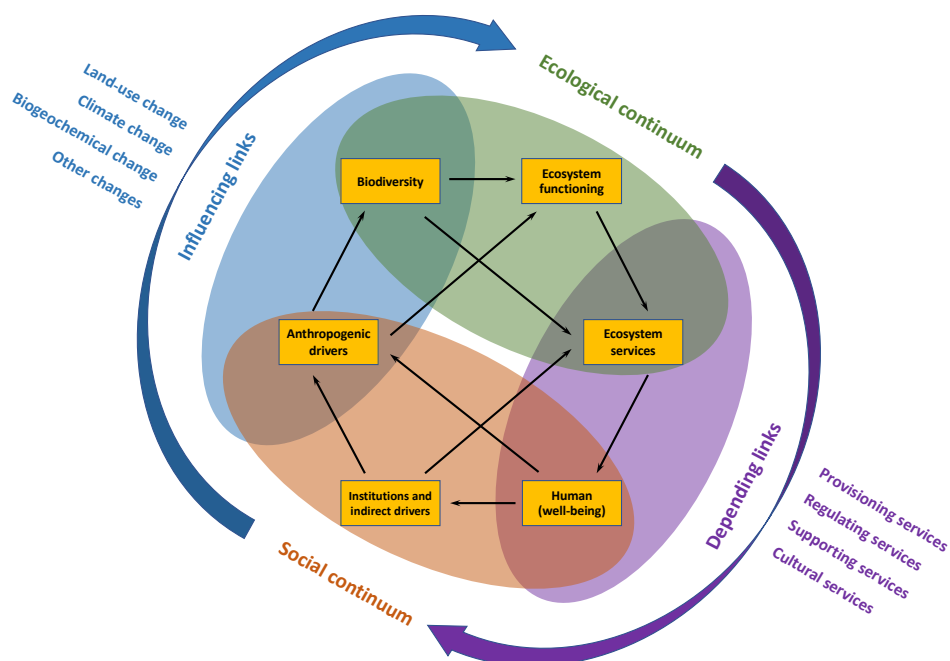 Land-use change
Climate change
Biogeochemical change
Other changes
Influencing links
Ecological continuum
Biodiversity
Ecosystem
functioning
Anthropogenic
drivers
Ecosystem
services
Institutions and
indirect drivers
Human
(well-being)
Social continuum
Depending links
Provisioning services
Regulating services
Supporting services
Cultural services